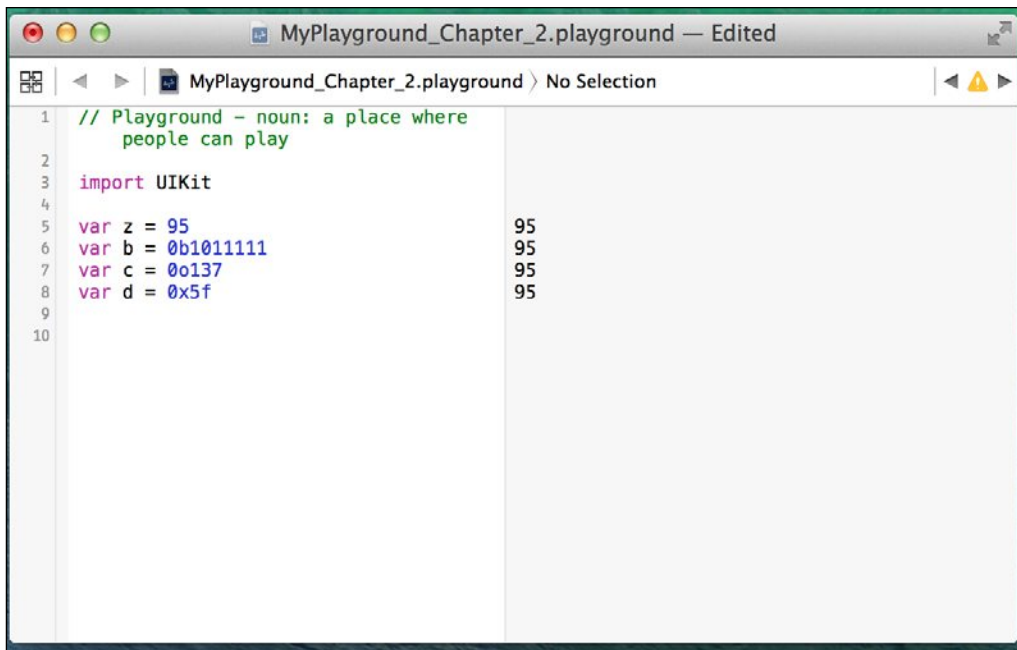 MyPlayground_Chapter_2.playground — Edited
MyPlayground_Chapter_2.playground 〉 No Selection
1 // Playground – noun: a place where
people can play
2
3 import UIKit
4
5 var z = 95 95
6 var b = 0b1011111 95
7 var c = 0o137 95
8 var d = 0x5f 95
9
10